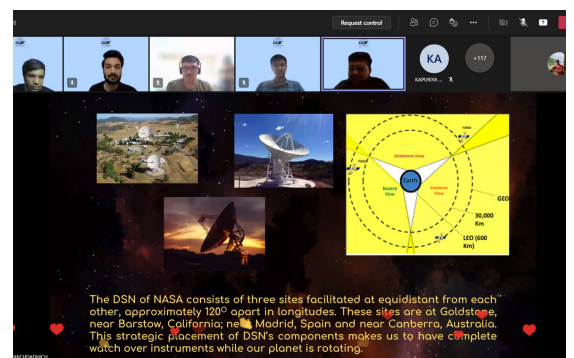 Request control
KA
+117
KAPURIYA ...
Goldstone View
Earth
Madrid
View
Canberra
View
GEO
30,000
Km
LEO (600
Km)
The DSN of NASA consists of three sites facilitated at equidistant from each
other, approximately 120° apart in longitudes. These sites are at Goldstone,
near Barstow, California; near Madrid, Spain and near Canberra, Australia.
This strategic placement of DSN's components makes us to have complete
watch over instruments while our planet is rotating.